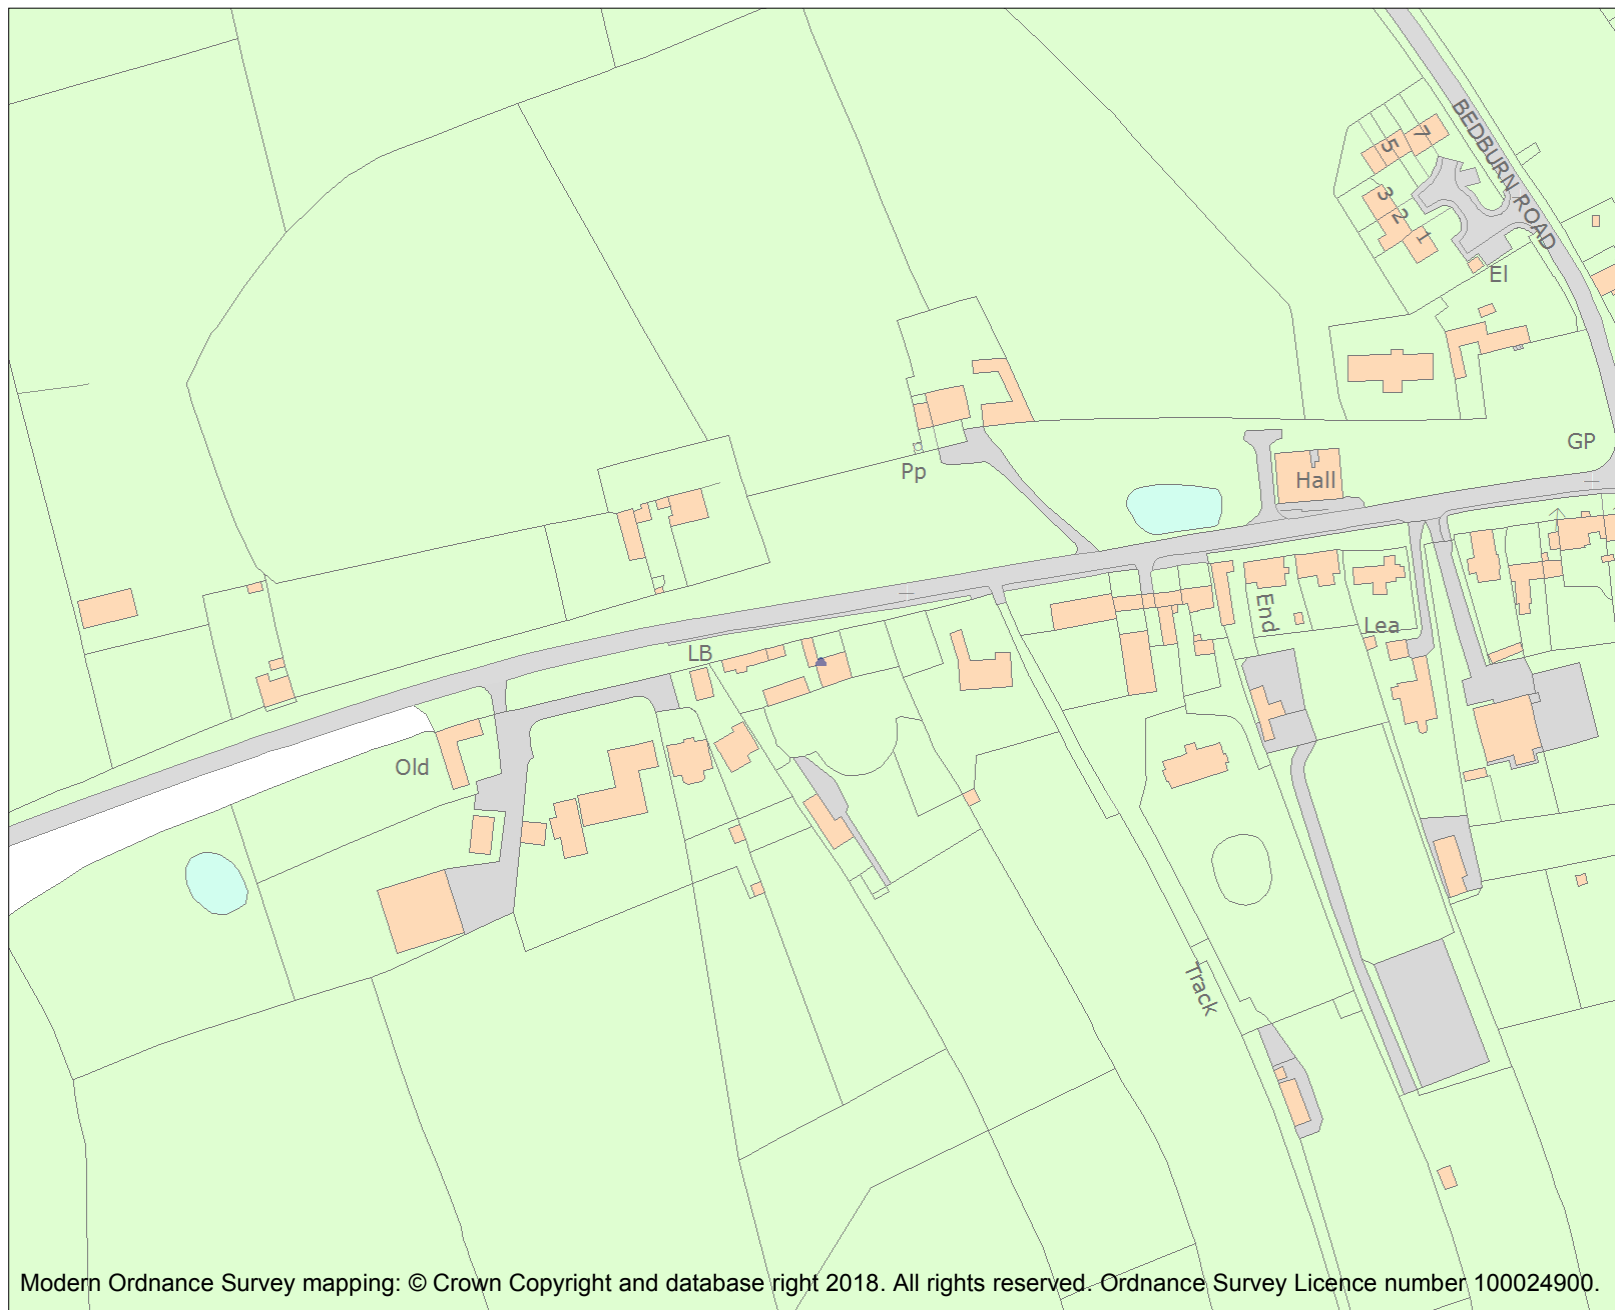 BEDBURN ROAD
7
5
3
2
1
El
GP
Pp
Hall
End
Lea
LB
Old
Track
Modern Ordnance Survey mapping: © Crown Copyright and database right 2018. All rights reserved. Ordnance Survey Licence number 100024900.